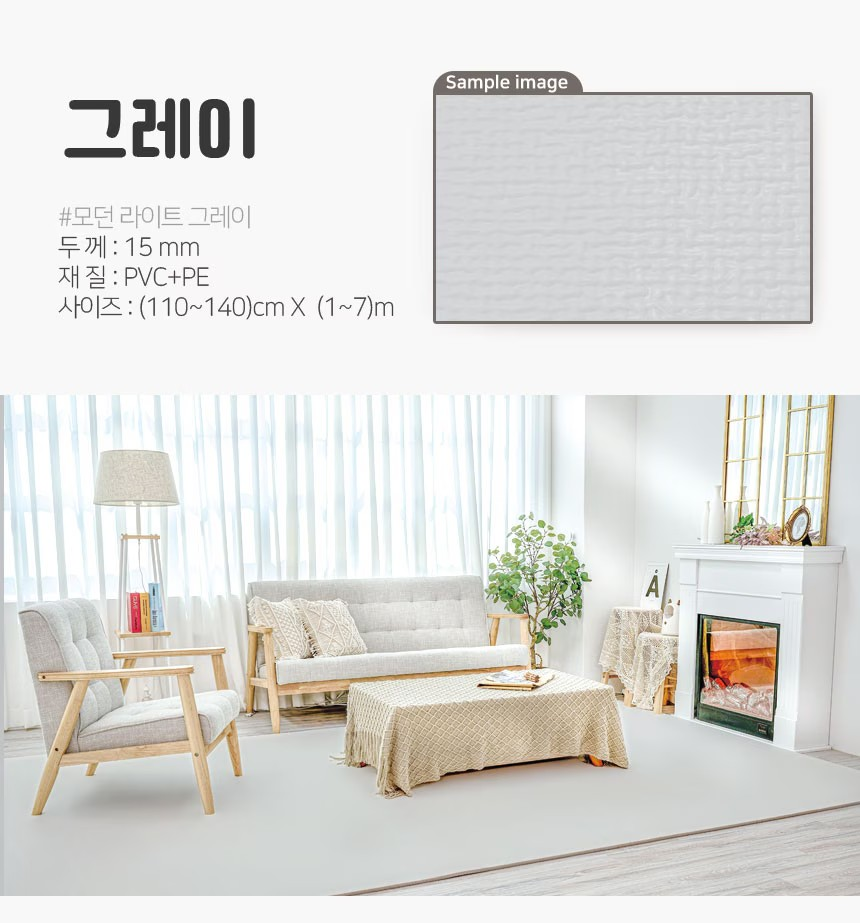 그레이
Sample image
#모던 라이트 그레이
두께 : 15 mm
재질 : PVC+PE
사이즈 : (110~140)cm X (1~7)m
Å